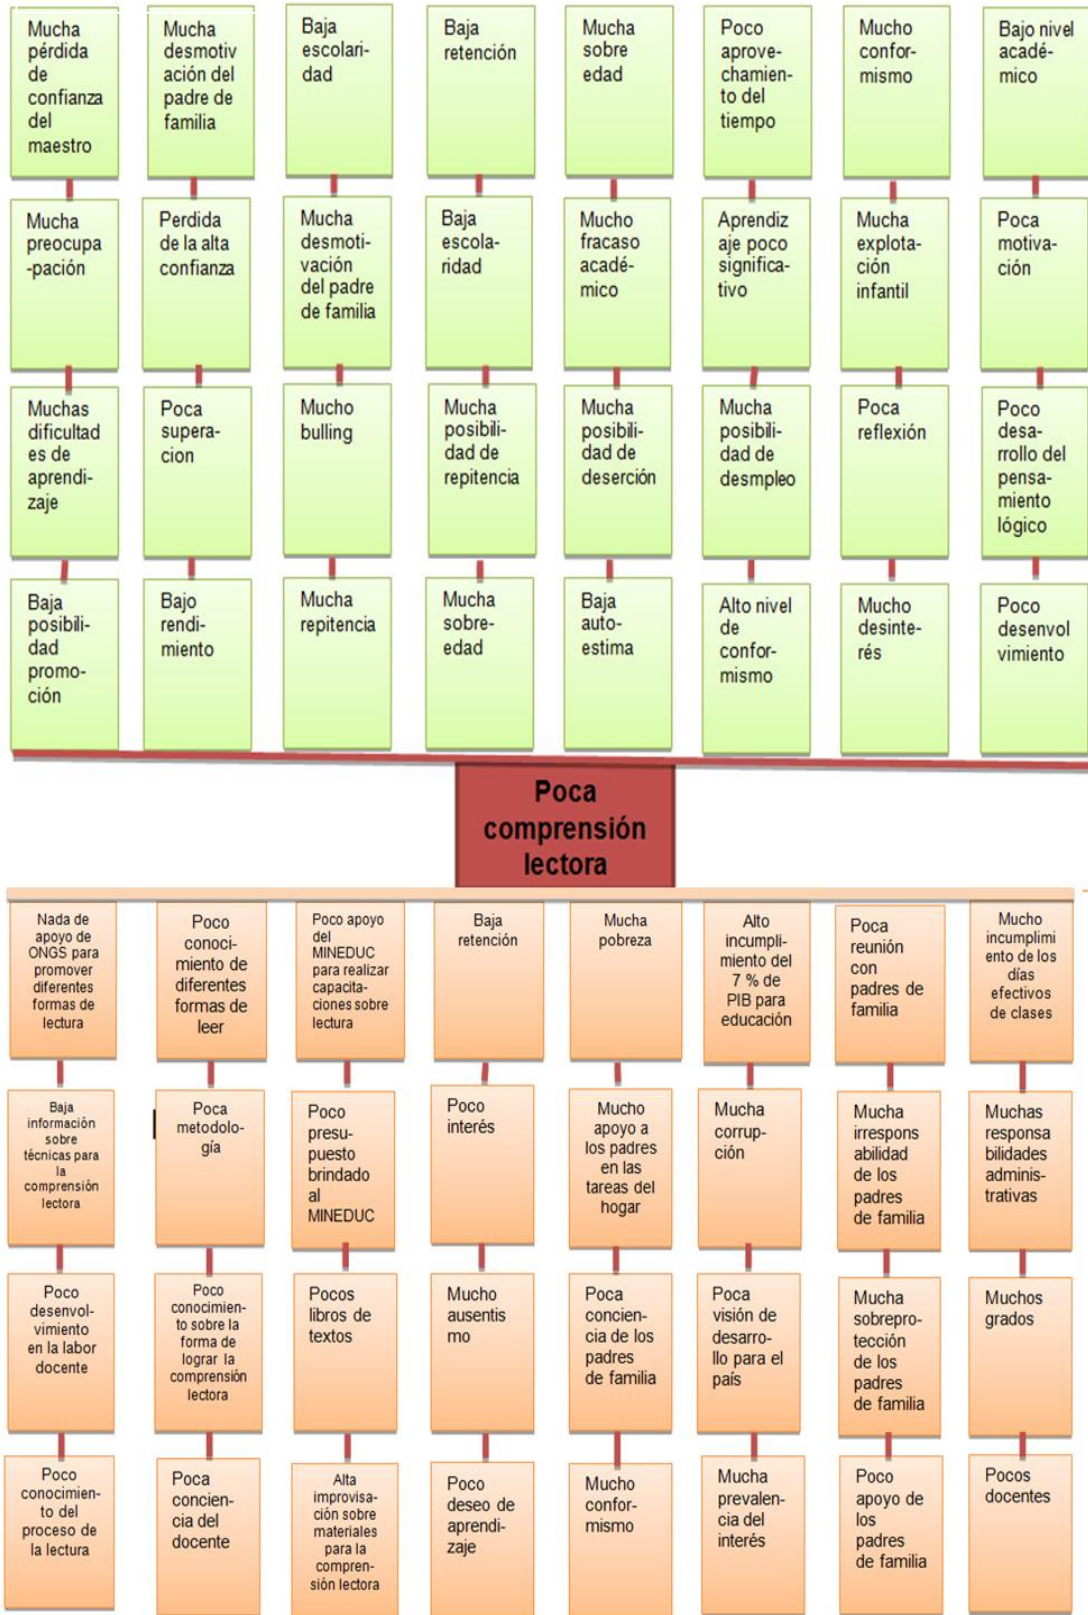 Mucha
pérdida
de
confianza
del
maestro
Mucha
desmotiv
ación del
padre de
familia
Baja
escolari-
dad
Baja
retención
Mucha
sobre
edad
Poco
aprove-
chamien-
to del
tiempo
Mucho
confor-
mismo
Bajo nivel
acadé-
mico
Mucha
preocupa
-pación
Perdida
de la alta
confianza
Mucha
desmoti-
vación
del padre
de familia
Baja
escola-
ridad
Mucho
fracaso
acadé-
mico
Aprendiz
aje poco
significa-
tivo
Mucha
explota-
ción
infantil
Poca
motiva-
ción
Muchas
dificultad
es de
aprendi-
zaje
Poca
supera-
cion
Mucho
bulling
Mucha
posibili-
dad de
repitencia
Mucha
posibili-
dad de
deserción
Mucha
posibili-
dad de
desmpleo
Poca
reflexión
Poco
desa-
rrollo del
pensa-
miento
lógico
Baja
posibili-
dad
promo-
ción
Bajo
rendi-
miento
Mucha
repitencia
Mucha
sobre-
edad
Baja
auto-
estima
Alto nivel
de
confor-
mismo
Mucho
desinte-
rés
Poco
desenvol
vimiento
Poca
comprensión
lectora
Nada de
apoyo de
ONGS para
promover
diferentes
formas de
lectura
Poco
conoci-
miento de
diferentes
formas de
leer
Poco apoyo
del
MINEDUC
para realizar
capacita-
ciones sobre
lectura
Baja
retención
Mucha
pobreza
Alto
incumpli-
miento del
7 % de
PIB para
educación
Poca
reunión
con
padres de
familia
Mucho
incumplimi
ento de los
días
efectivos
de clases
Baja
información
sobre
técnicas para
la
comprensión
lectora
Poca
metodolo-
gía
Poco
presu-
puesto
brindado
al
MINEDUC
Poco
interés
Mucho
apoyo a
los padres
en las
tareas del
hogar
Mucha
corrup-
ción
Mucha
irrespons
abilidad
de los
padres
de familia
Muchas
responsa
bilidades
adminis-
trativas
Poco
desenvol-
vimiento
en la labor
docente
Poco
conocimien-
to sobre la
forma de
lograr la
comprensión
lectora
Pocos
libros de
textos
Mucho
ausentis
mo
Poca
concien-
cia de los
padres
de familia
Poca
visión de
desarro-
llo para el
país
Mucha
sobreprote-
cción
de los
padres
de familia
Muchos
grados
Poco
conocimien-
to del
proceso de
la lectura
Poca
concien-
cia del
docente
Alta
improvisa-
ción sobre
materiales
para la
compren-
sión lectora
Poco
deseo de
aprendi-
zaje
Mucho
confor-
mismo
Mucha
prevalen-
cia del
interés
Poco
apoyo de
los
padres
de familia
Pocos
docentes